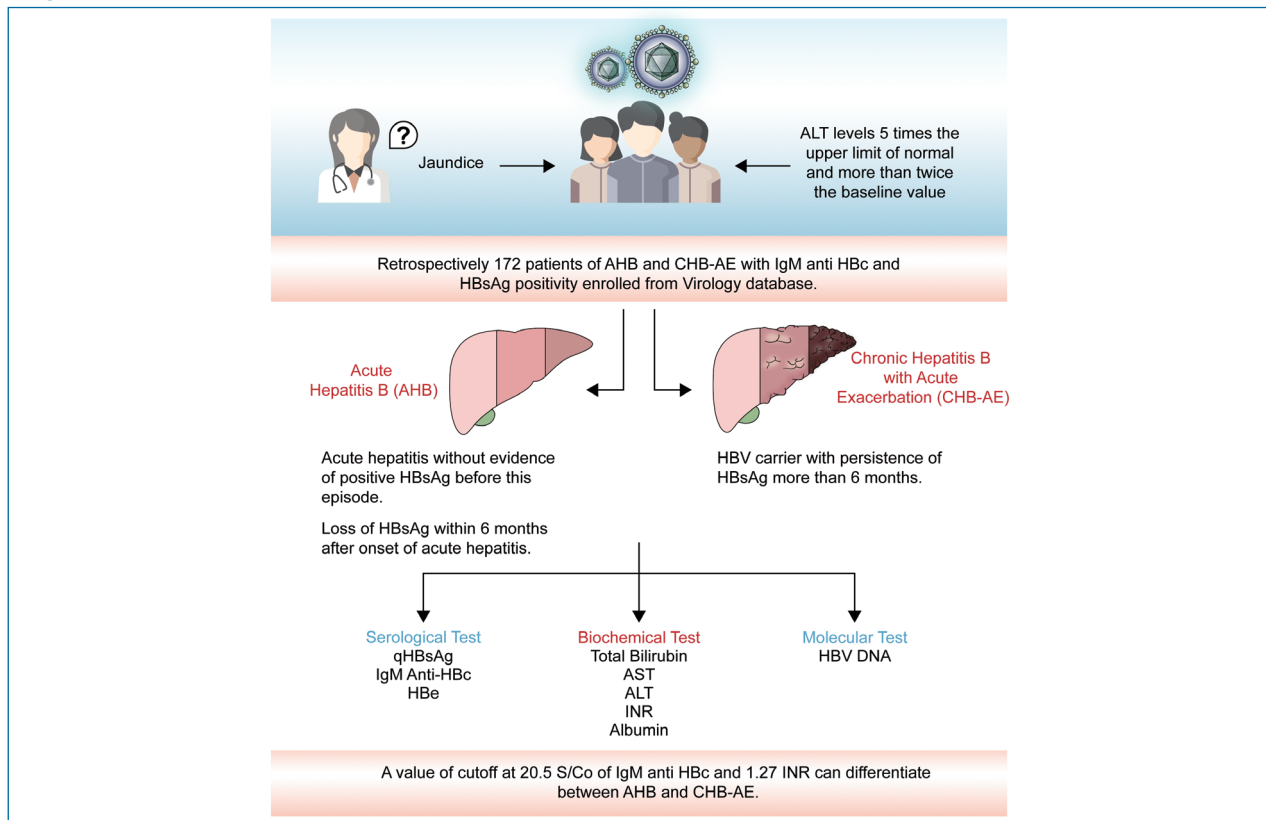 ?
Jaundice
ALT levels 5 times the
upper limit of normal
and more than twice
the baseline value
Retrospectively 172 patients of AHB and CHB-AE with IgM anti HBc and
HBsAg positivity enrolled from Virology database.
Acute
Hepatitis B (AHB)
Chronic Hepatitis B
with Acute
Exacerbation (CHB-AE)
Acute hepatitis without evidence
of positive HBsAg before this
episode.
Loss of HBsAg within 6 months
after onset of acute hepatitis.
HBV carrier with persistence of
HBsAg more than 6 months.
Serological Test
qHBsAg
IgM Anti-HBc
HBe
Biochemical Test
Total Bilirubin
AST
ALT
INR
Albumin
Molecular Test
HBV DNA
A value of cutoff at 20.5 S/Co of IgM anti HBc and 1.27 INR can differentiate
between AHB and CHB-AE.